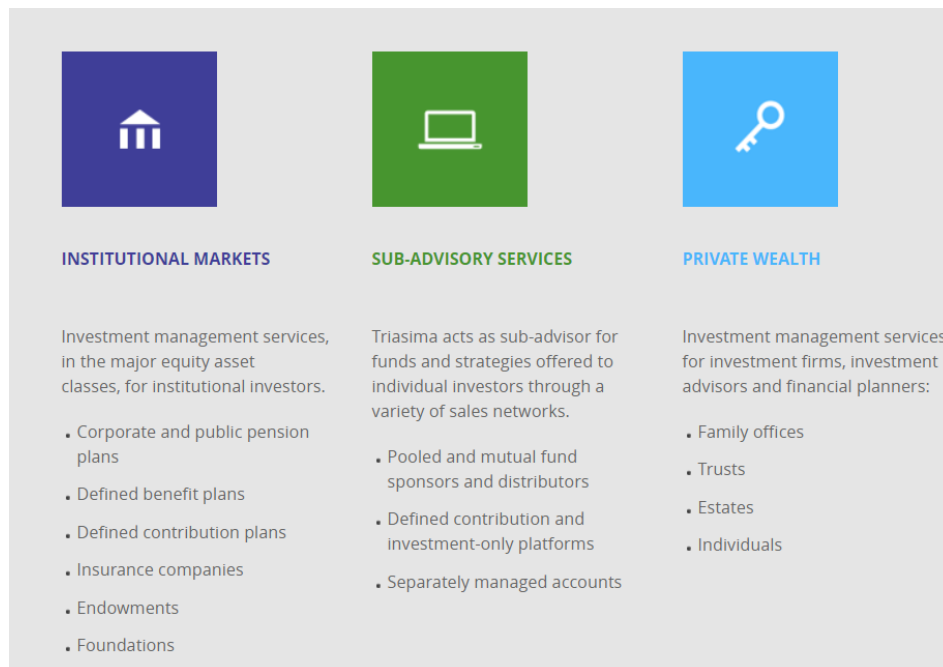 INSTITUTIONAL MARKETS
Investment management services,
in the major equity asset
classes, for institutional investors.
Corporate and public pension
plans
Defined benefit plans
Defined contribution plans
Insurance companies
Endowments
Foundations
SUB-ADVISORY SERVICES
Triasima acts as sub-advisor for
funds and strategies offered to
individual investors through a
variety of sales networks.
Pooled and mutual fund
sponsors and distributors
Defined contribution and
investment-only platforms
Separately managed accounts
PRIVATE WEALTH
Investment management services
for investment firms, investment
advisors and financial planners:
Family offices
Trusts
Estates
Individuals